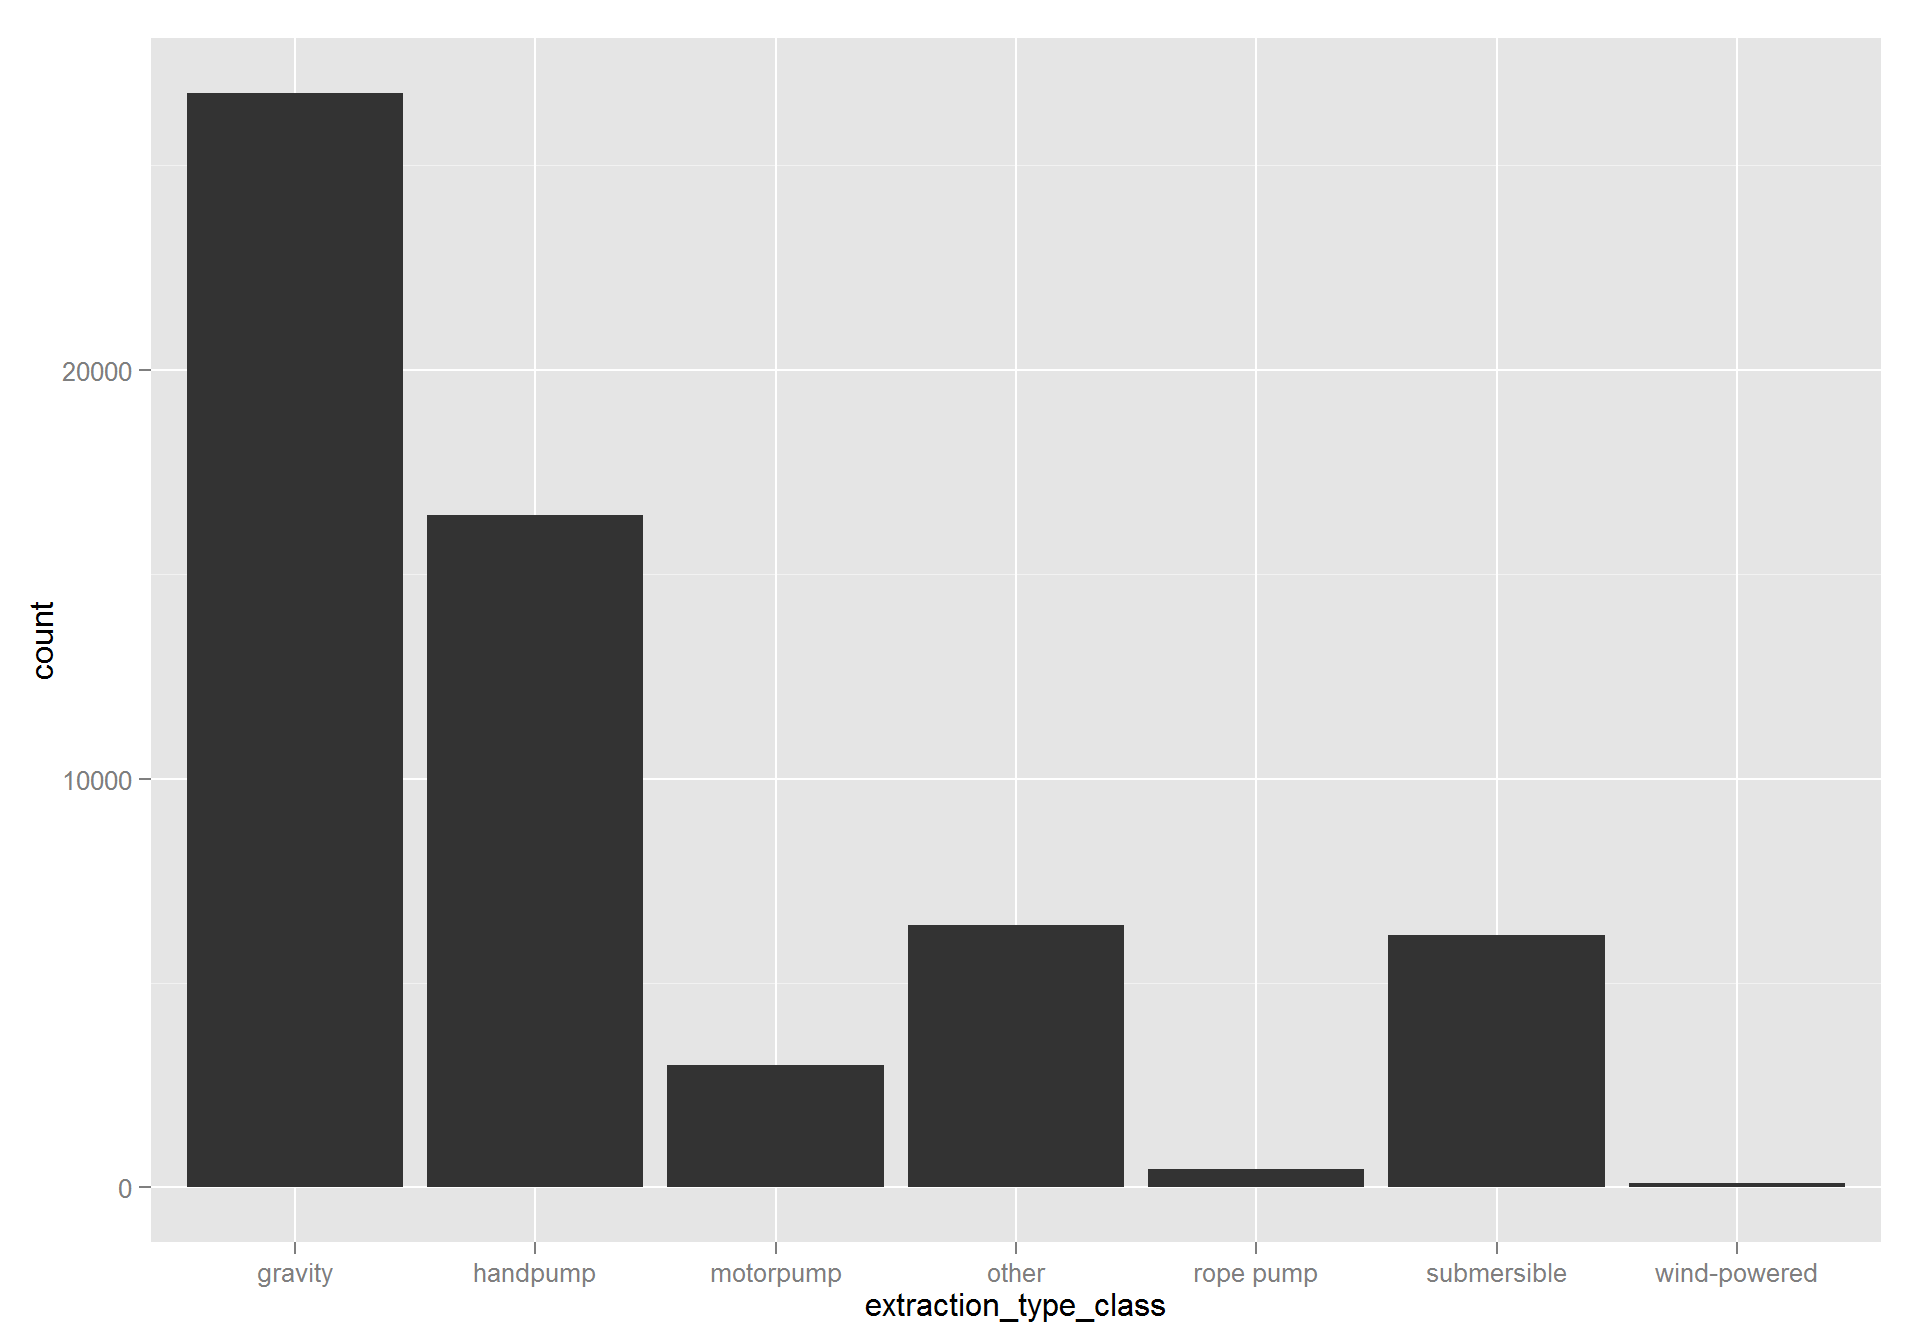 count
20000
10000
0
gravity handpump motorpump other rope pump submersible wind-powered
extraction_type_class